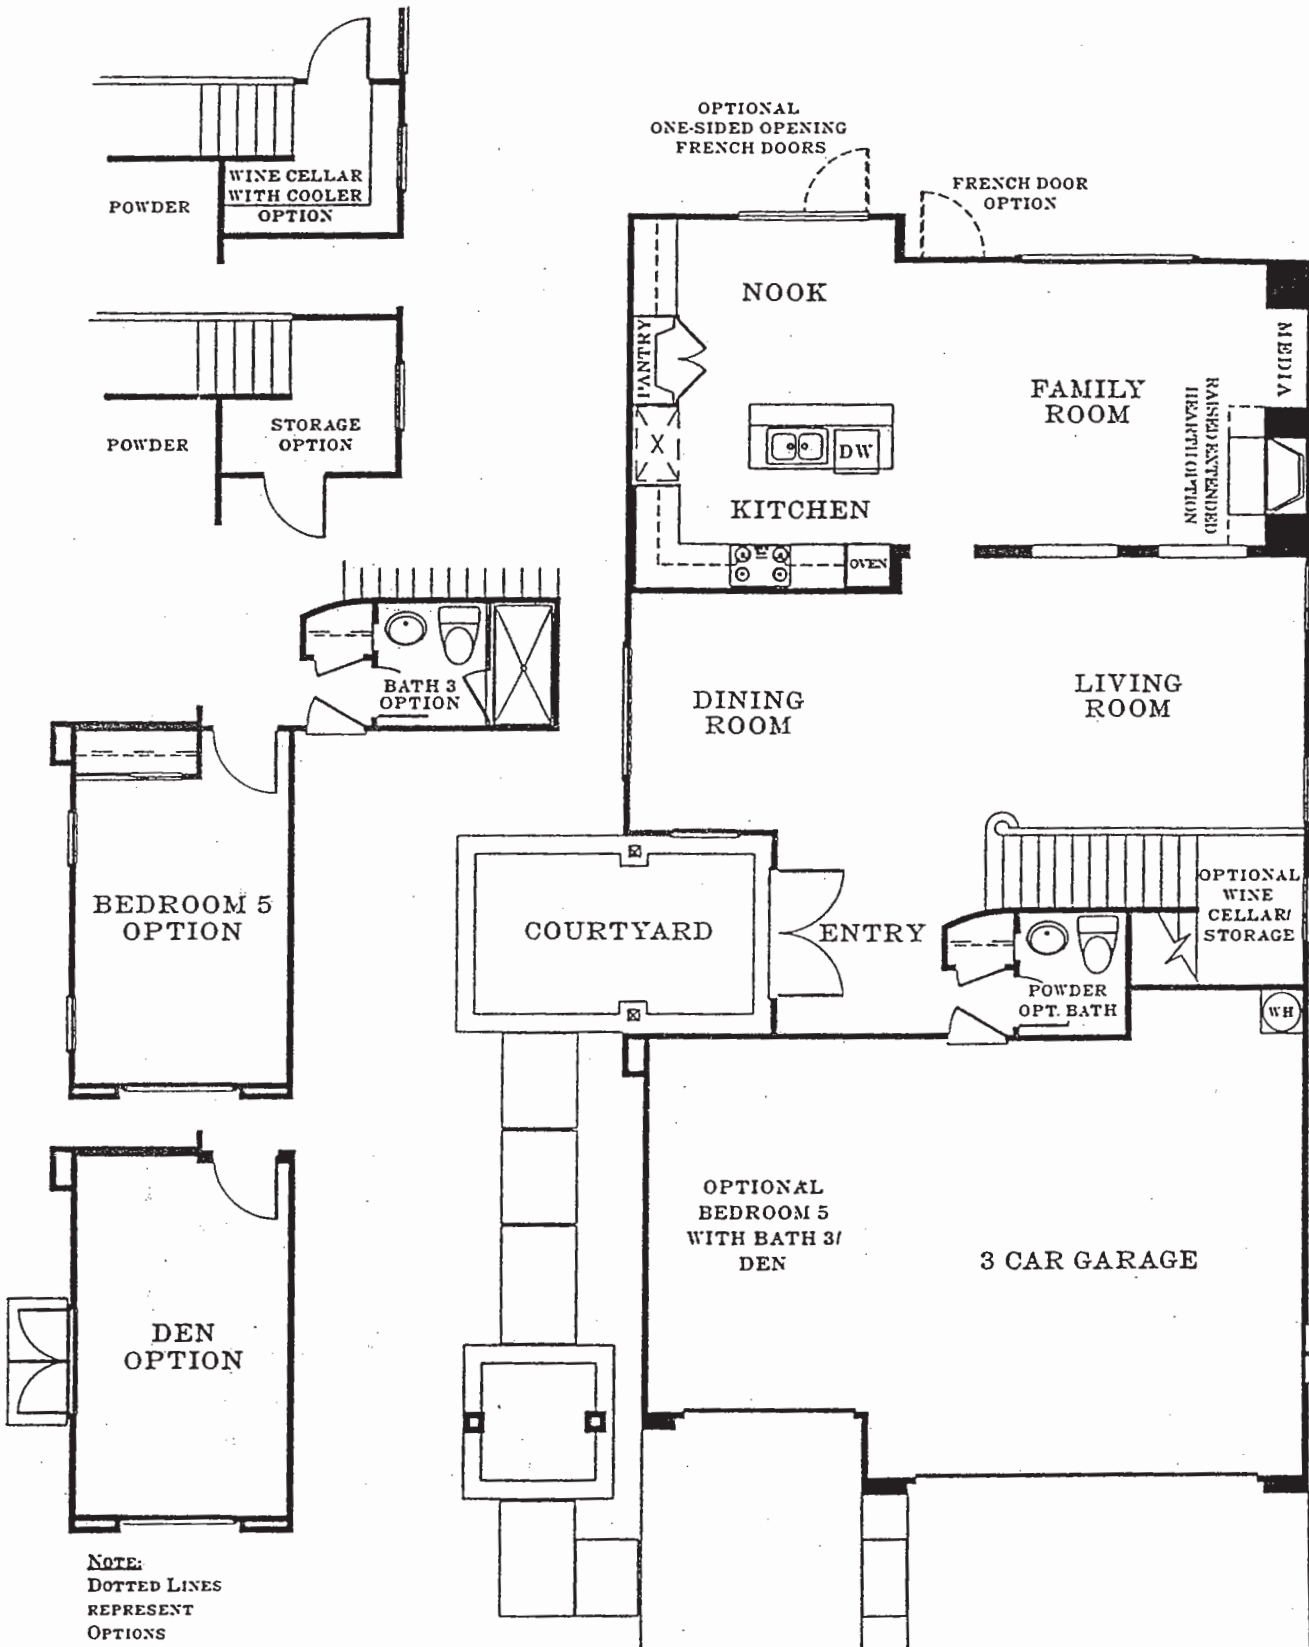 WINE CELLAR
WITH COOLER
OPTION
POWDER
STORAGE
OPTION
POWDER
BATH 3
OPTION
BEDROOM 5
OPTION
DEN
OPTION
NOTE:
DOTTED LINES
REPRESENT
OPTIONS
OPTIONAL
ONE-SIDED OPENING
FRENCH DOORS
FRENCH DOOR
OPTION
NOOK
PANTRY
X
DW
KITCHEN
OVEN
FAMILY
ROOM
MEDIA
RAISED EXTENDED
HEARTH OPTION
DINING
ROOM
LIVING
ROOM
COURTYARD
ENTRY
OPTIONAL
WINE
CELLAR/
STORAGE
POWDER
OPT. BATH
WH
OPTIONAL
BEDROOM 5
WITH BATH 3/
DEN
3 CAR GARAGE